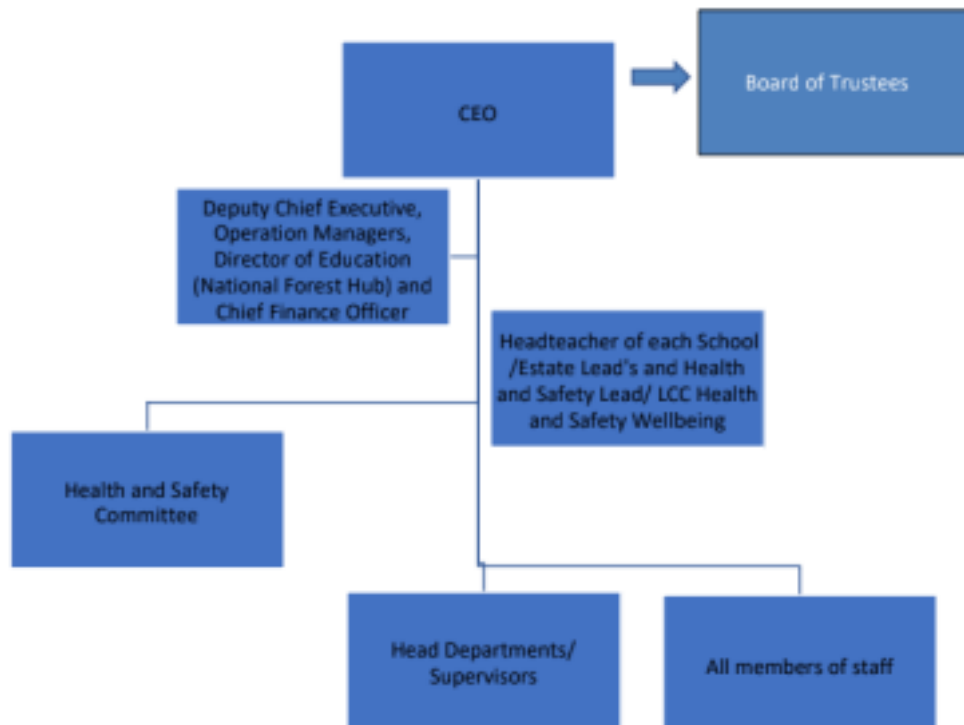 CEO
Board of Trustees
Deputy Chief Executive,
Operation Managers,
Director of Education
(National Forest Hub) and
Chief Finance Officer
Headteacher of each School
/Estate Lead's and Health
and Safety Lead/ LCC Health
and Safety Wellbeing
Health and Safety
Committee
Head Departments/
Supervisors
All members of staff